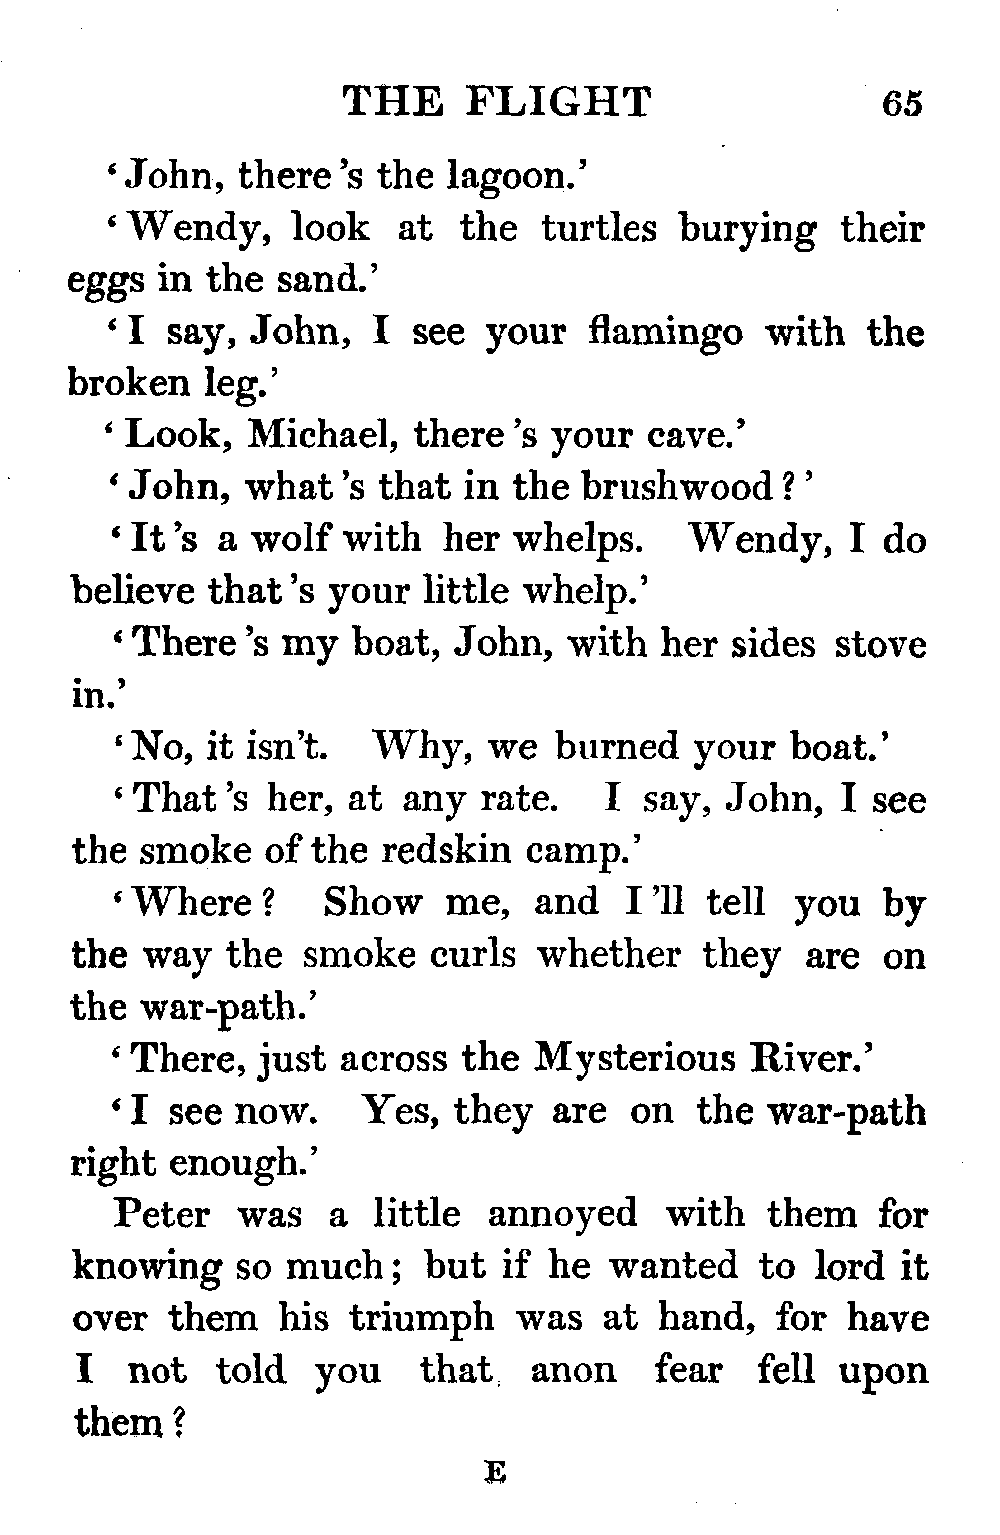 THE FLIGHT 65
‘John, there's the lagoon.’
‘Wendy, look at the turtles burying their
eggs in the sand.’
‘I say, John, I see your flamingo with the
broken leg.’
‘Look, Michael, there's your cave.’
‘John, what's that in the brushwood?’
‘It's a wolf with her whelps. Wendy, I do
believe that's your little whelp.’
‘There's my boat, John, with her sides stove
in.’
‘No, it isn't. Why, we burned your boat.’
‘That's her, at any rate. I say, John, I see
the smoke of the redskin camp.’
‘Where? Show me, and I'll tell you by
the way the smoke curls whether they are on
the war-path.’
‘There, just across the Mysterious River.’
‘I see now. Yes, they are on the war-path
right enough.’
Peter was a little annoyed with them for
knowing so much; but if he wanted to lord it
over them his triumph was at hand, for have
I not told you that anon fear fell upon
them?
E